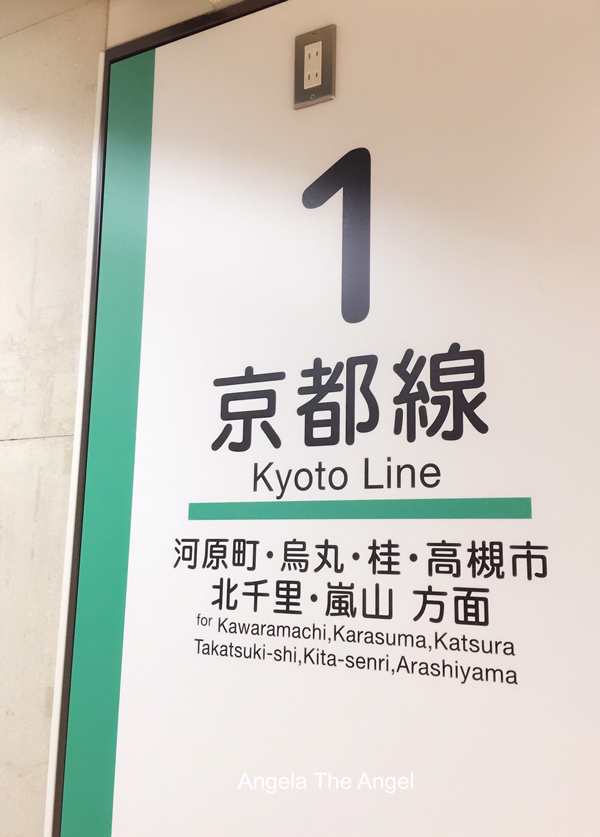 1
京都線
Kyoto Line
河原町・烏丸・桂・高槻市
北千里・嵐山 方面
for Kawaramachi,Karasuma,Katsura
Takatsuki-shi,Kita-senri,Arashiyama
Angela The Angel